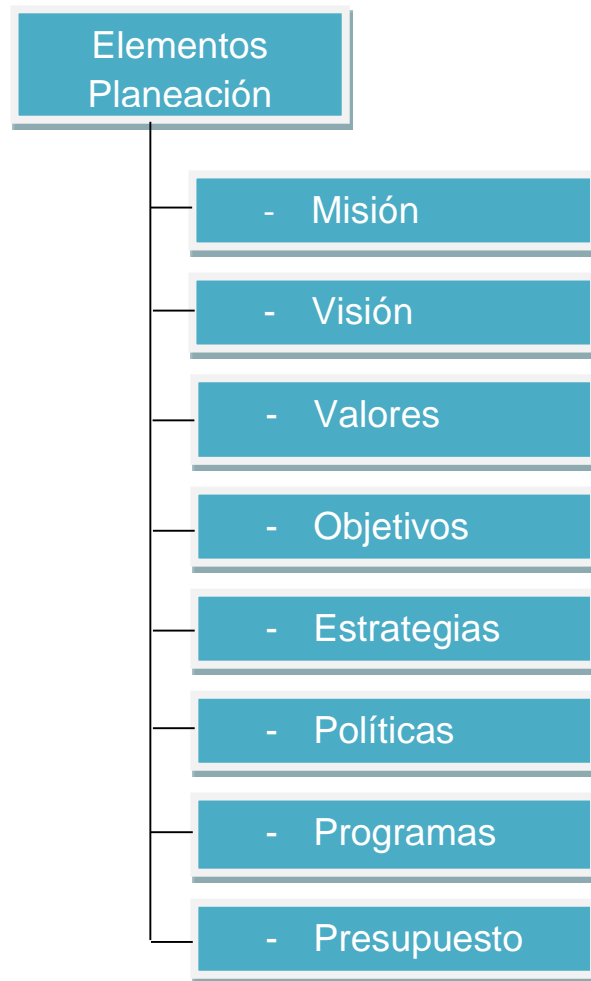 Elementos
Planeación
- Misión
- Visión
- Valores
- Objetivos
- Estrategias
- Políticas
- Programas
- Presupuesto